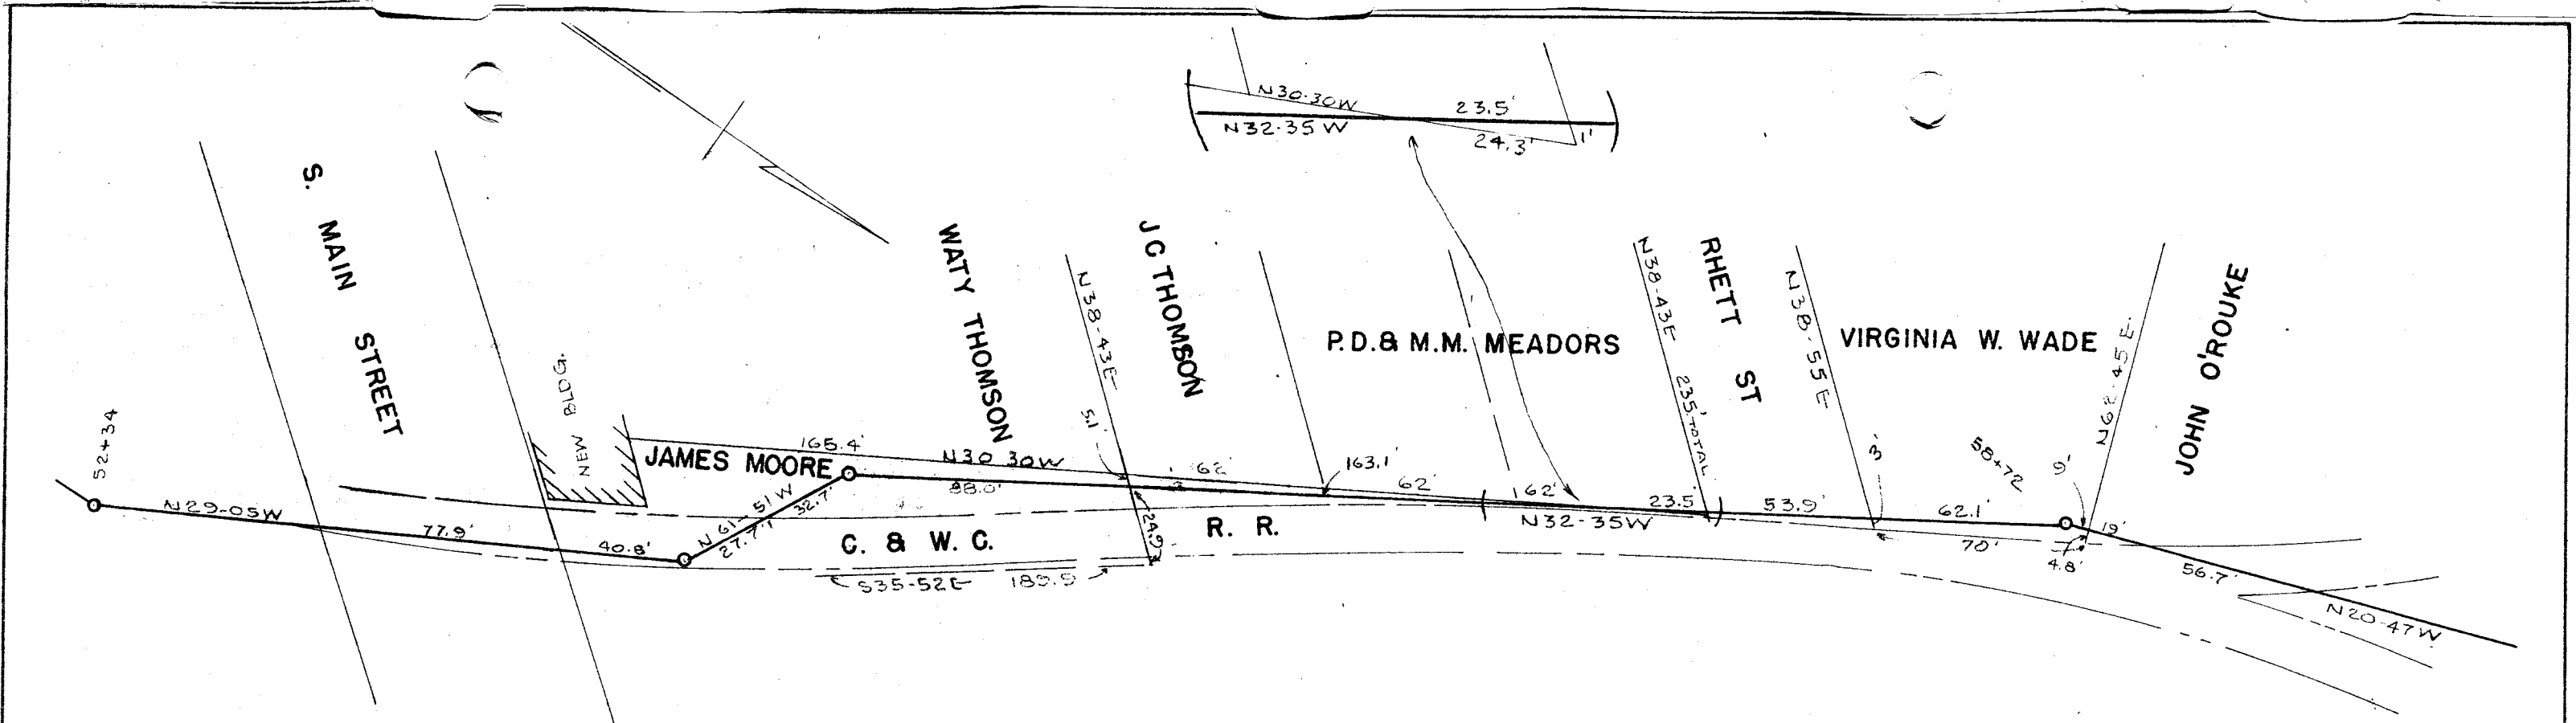 N30-30W
23.5'
N32-35W
24.3'
1'
S. MAIN STREET
52+34
N29-05W
77.9'
40.8'
NEW BLDG.
JAMES MOORE
165.4'
N30 30W
N61-51W
27.7'
32.7'
88.0'
WATY THOMSON
N38-43E
5.1'
J C THOMSON
62'
163.1'
62'
24.9'
C. & W. C. R. R.
S35-52E
P.D. & M.M. MEADORS
162'
23.5'
N32-35W
N38-43E
235' TOTAL
RHETT ST
53.9'
N38-55E
3'
VIRGINIA W. WADE
62.1'
70'
58+72
9'
N62-45E
19'
4.8'
JOHN O'ROUKE
56.7'
N20-47W